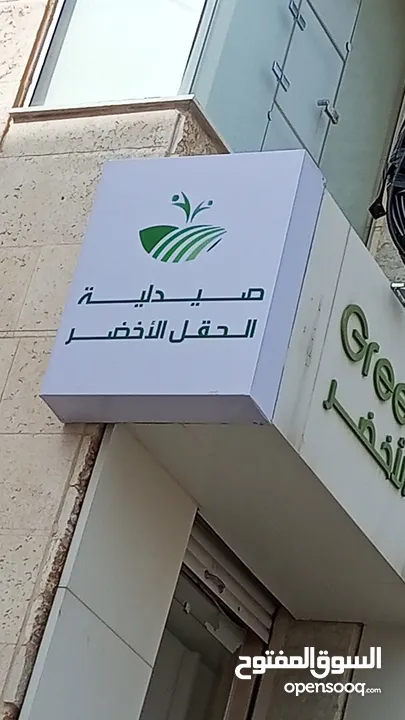 صيدلية
الحقل الأخضر
Gree
الأخضر
السوق المفتوح
opensooq.com